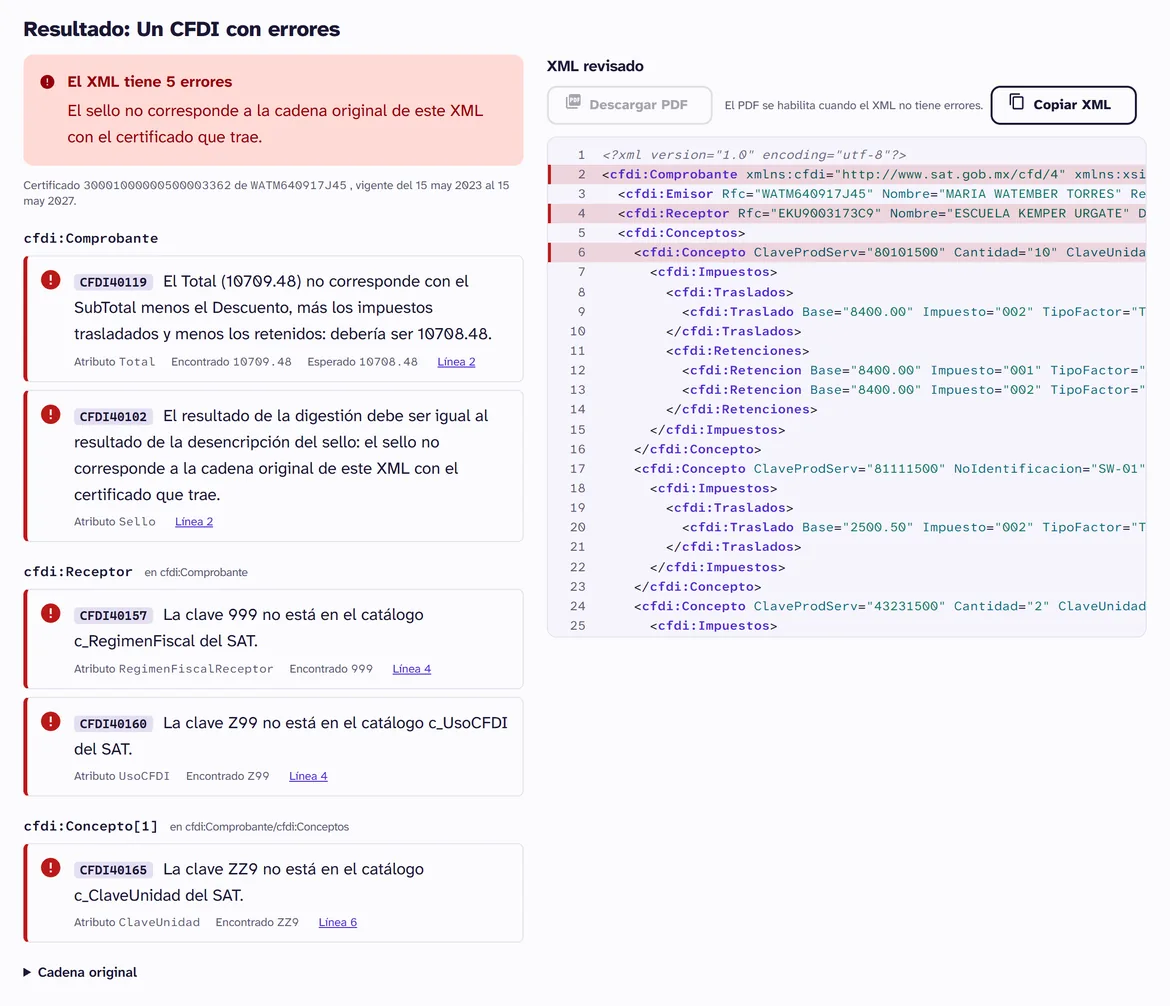 Resultado: Un CFDI con errores
El XML tiene 5 errores
El sello no corresponde a la cadena original de este XML
con el certificado que trae.
Certificado 30001000000500003362 de WATM640917J45 , vigente del 15 may 2023 al 15
may 2027.
cfdi:Comprobante
CFDI40119 El Total (10709.48) no corresponde con el
SubTotal menos el Descuento, más los impuestos
trasladados y menos los retenidos: debería ser 10708.48.
Atributo Total Encontrado 10709.48 Esperado 10708.48 Línea 2
CFDI40102 El resultado de la digestión debe ser igual al
resultado de la desencripción del sello: el sello no
corresponde a la cadena original de este XML con el
certificado que trae.
Atributo Sello Línea 2
cfdi:Receptor en cfdi:Comprobante
CFDI40157 La clave 999 no está en el catálogo
c_RegimenFiscal del SAT.
Atributo RegimenFiscalReceptor Encontrado 999 Línea 4
CFDI40160 La clave Z99 no está en el catálogo c_UsoCFDI
del SAT.
Atributo UsoCFDI Encontrado Z99 Línea 4
cfdi:Concepto[1] en cfdi:Comprobante/cfdi:Conceptos
CFDI40165 La clave ZZ9 no está en el catálogo
c_ClaveUnidad del SAT.
Atributo ClaveUnidad Encontrado ZZ9 Línea 6
Cadena original
XML revisado
Descargar PDF El PDF se habilita cuando el XML no tiene errores. Copiar XML
1 <?xml version="1.0" encoding="utf-8"?>
2 <cfdi:Comprobante xmlns:cfdi="http://www.sat.gob.mx/cfd/4" xmlns:xsi
3 <cfdi:Emisor Rfc="WATM640917J45" Nombre="MARIA WATEMBER TORRES" Re
4 <cfdi:Receptor Rfc="EKU9003173C9" Nombre="ESCUELA KEMPER URGATE" D
5 <cfdi:Conceptos>
6 <cfdi:Concepto ClaveProdServ="80101500" Cantidad="10" ClaveUnida
7 <cfdi:Impuestos>
8 <cfdi:Traslados>
9 <cfdi:Traslado Base="8400.00" Impuesto="002" TipoFactor="T
10 </cfdi:Traslados>
11 <cfdi:Retenciones>
12 <cfdi:Retencion Base="8400.00" Impuesto="001" TipoFactor="
13 <cfdi:Retencion Base="8400.00" Impuesto="002" TipoFactor="
14 </cfdi:Retenciones>
15 </cfdi:Impuestos>
16 </cfdi:Concepto>
17 <cfdi:Concepto ClaveProdServ="81111500" NoIdentificacion="SW-01"
18 <cfdi:Impuestos>
19 <cfdi:Traslados>
20 <cfdi:Traslado Base="2500.50" Impuesto="002" TipoFactor="T
21 </cfdi:Traslados>
22 </cfdi:Impuestos>
23 </cfdi:Concepto>
24 <cfdi:Concepto ClaveProdServ="43231500" Cantidad="2" ClaveUnidad
25 <cfdi:Impuestos>